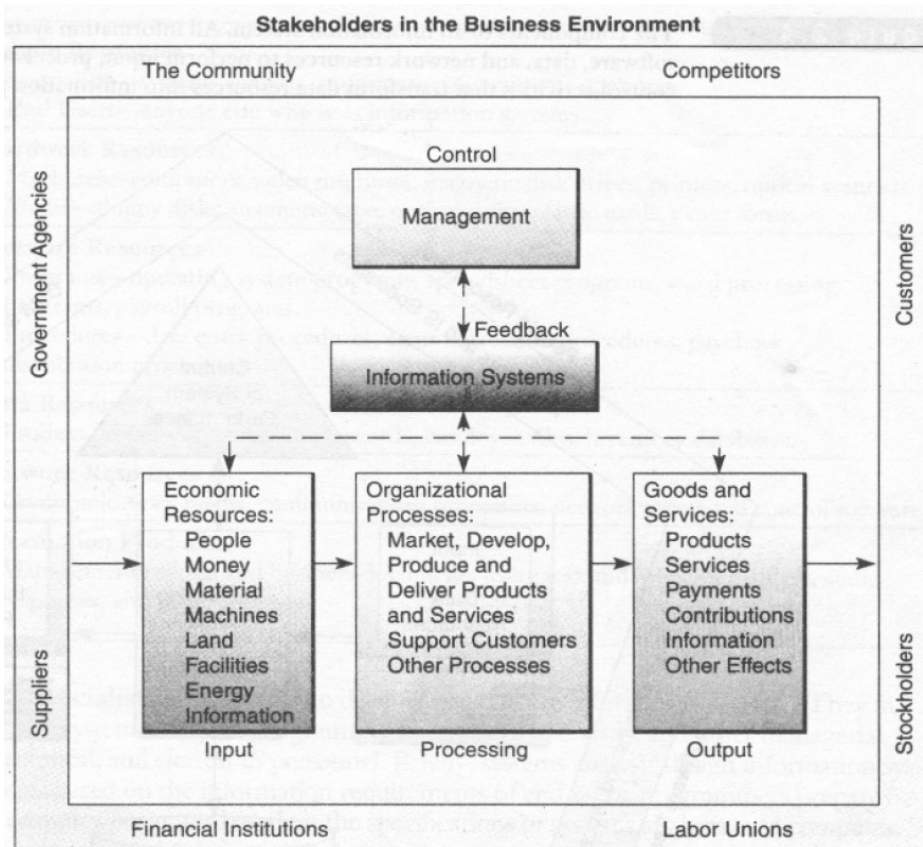 Stakeholders in the Business Environment
The Community
Competitors
Government Agencies
Customers
Control
Management
Feedback
Information Systems
Economic
Resources:
People
Money
Material
Machines
Land
Facilities
Energy
Information
Input
Organizational
Processes:
Market, Develop,
Produce and
Deliver Products
and Services
Support Customers
Other Processes
Processing
Goods and
Services:
Products
Services
Payments
Contributions
Information
Other Effects
Output
Suppliers
Stockholders
Financial Institutions
Labor Unions